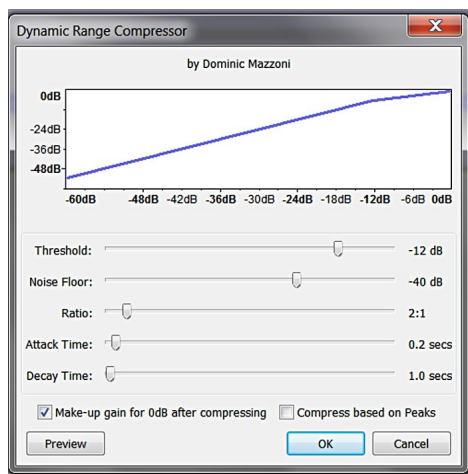 Dynamic Range Compressor
by Dominic Mazzoni
0dB
-24dB
-36dB
-48dB
-60dB -48dB -42dB -36dB -30dB -24dB -18dB -12dB -6dB 0dB
Threshold: -12 dB
Noise Floor: -40 dB
Ratio: 2:1
Attack Time: 0.2 secs
Decay Time: 1.0 secs
Make-up gain for 0dB after compressing Compress based on Peaks
Preview OK Cancel